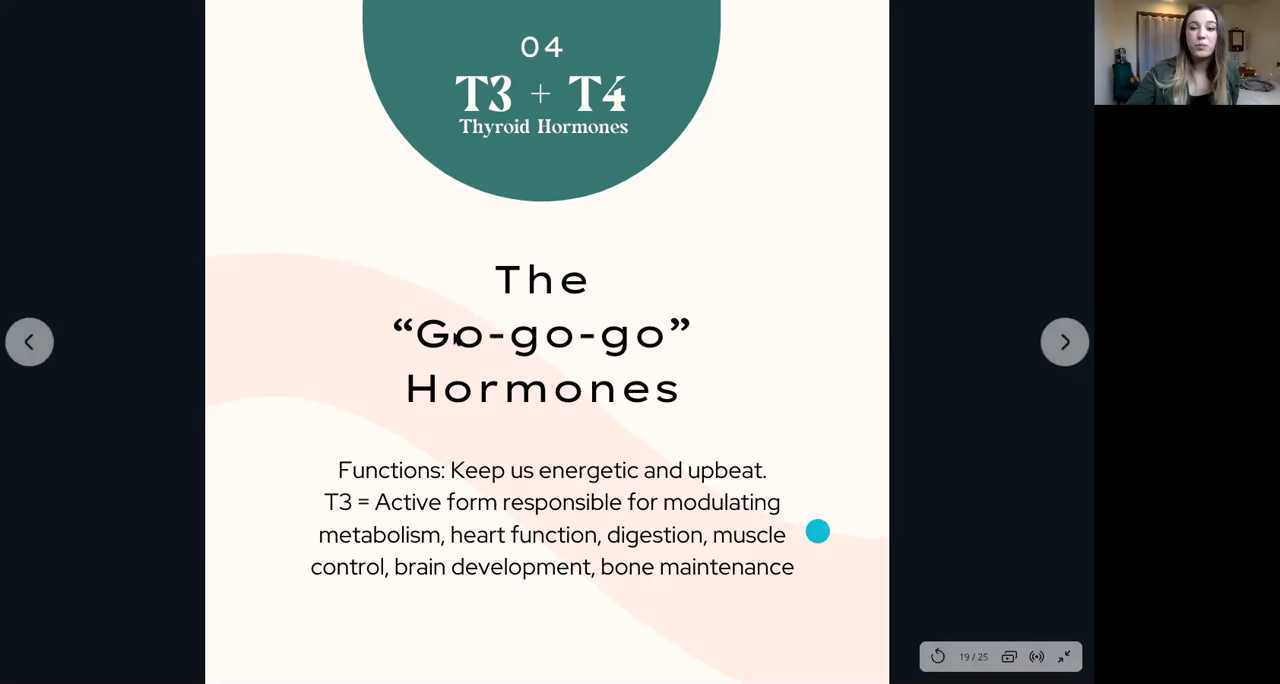 04
T3 + T4
Thyroid Hormones
The
“Go-go-go”
Hormones
Functions: Keep us energetic and upbeat.
T3 = Active form responsible for modulating
metabolism, heart function, digestion, muscle
control, brain development, bone maintenance
19 / 25